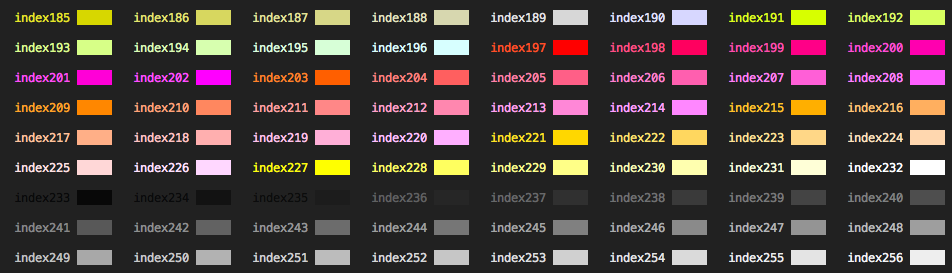 index185 index186 index187 index188 index189 index190 index191 index192
index193 index194 index195 index196 index197 index198 index199 index200
index201 index202 index203 index204 index205 index206 index207 index208
index209 index210 index211 index212 index213 index214 index215 index216
index217 index218 index219 index220 index221 index222 index223 index224
index225 index226 index227 index228 index229 index230 index231 index232
index233 index234 index235 index236 index237 index238 index239 index240
index241 index242 index243 index244 index245 index246 index247 index248
index249 index250 index251 index252 index253 index254 index255 index256